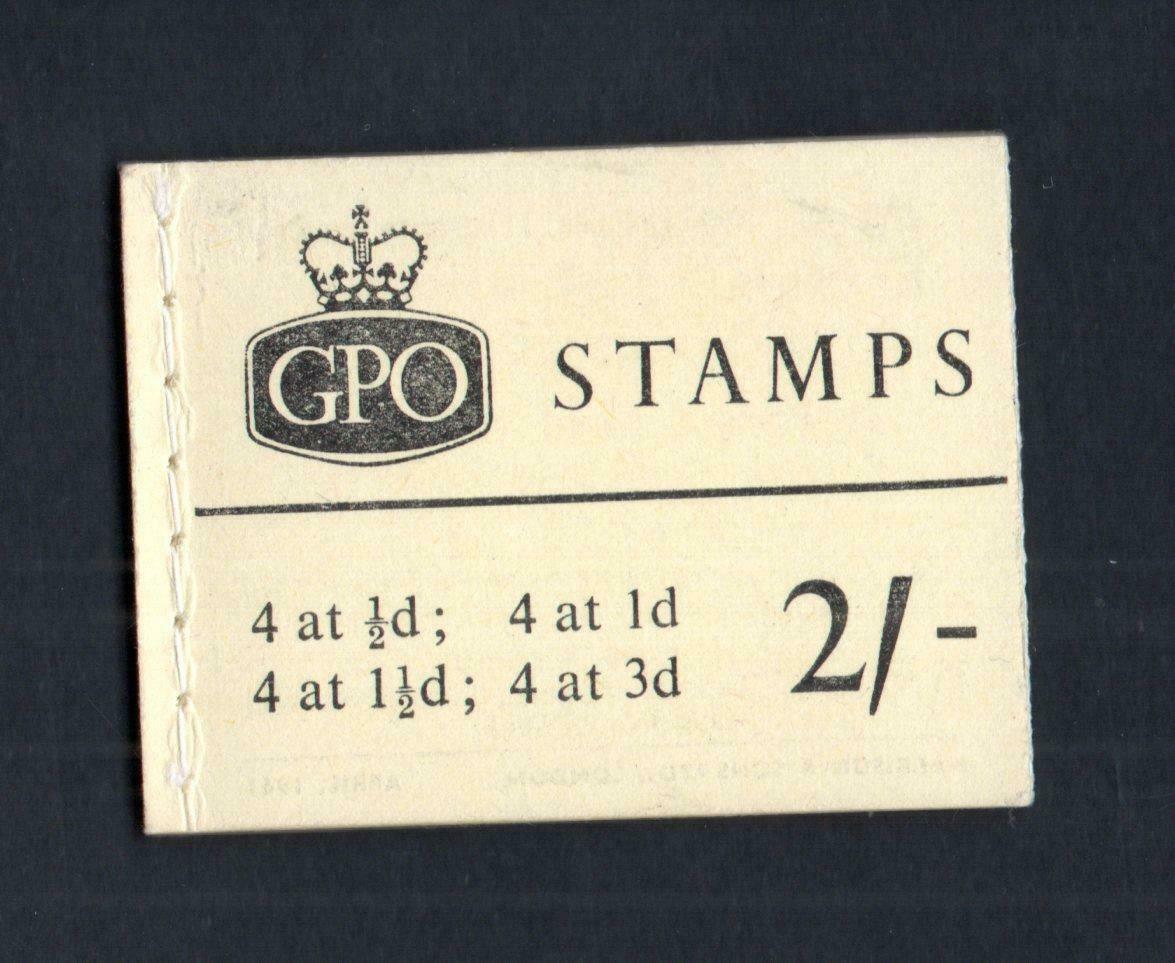 GPO STAMPS
4 at ½d; 4 at 1d
4 at 1½d; 4 at 3d
2/-